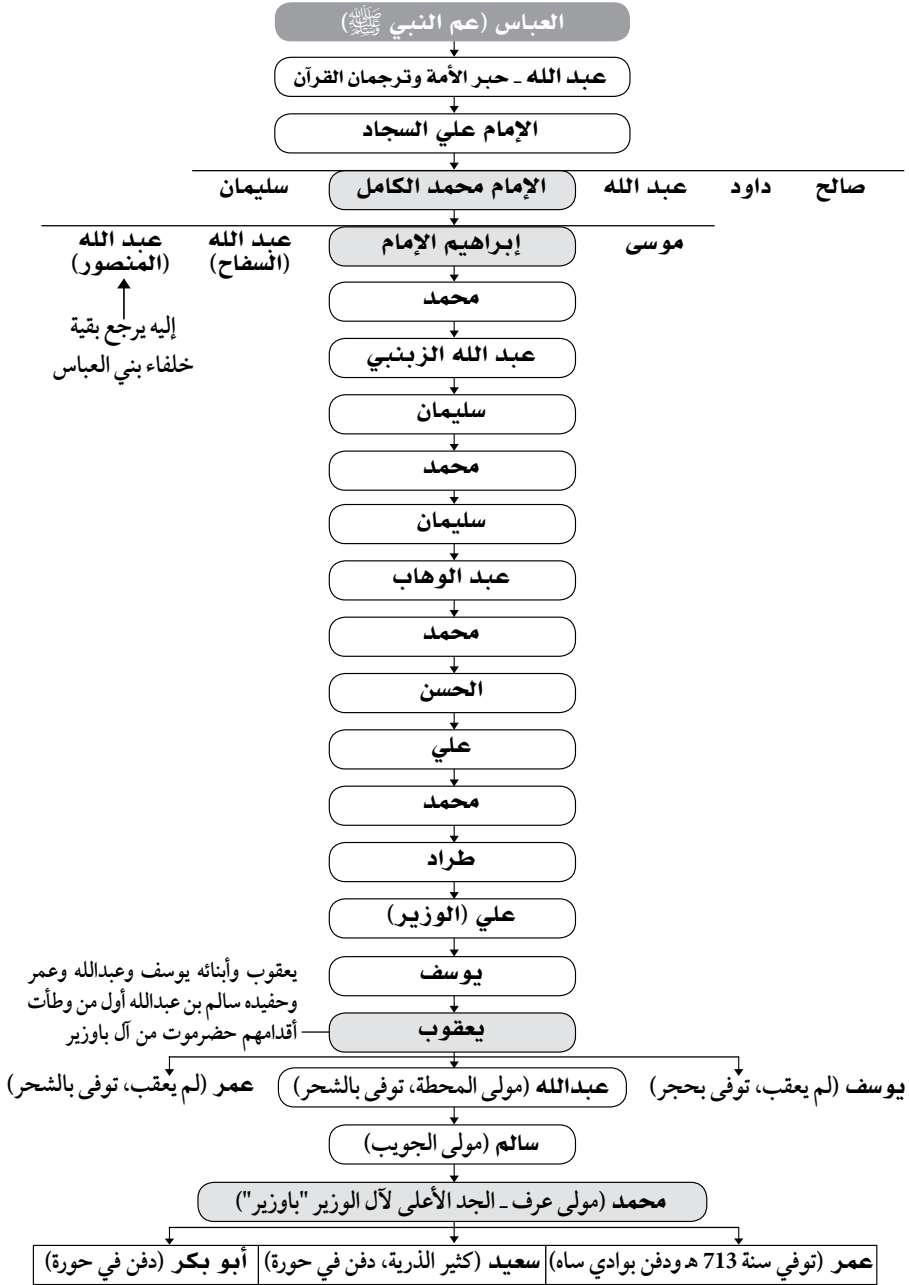 العباس (عم النبي ﷺ)
عبد الله - حبر الأمة وترجمان القرآن
الإمام علي السجاد
صالح داود عبد الله الإمام محمد الكامل سليمان
موسى إبراهيم الإمام عبد الله (السفاح) عبد الله (المنصور)
إليه يرجع بقية
خلفاء بني العباس
محمد
عبد الله الزبنبي
سليمان
محمد
سليمان
عبد الوهاب
محمد
الحسن
علي
محمد
طراد
علي (الوزير)
يوسف
يعقوب وأبنائه يوسف وعبدالله وعمر
وحفيده سالم بن عبدالله أول من وطأت
أقدامهم حضرموت من آل باوزير
يعقوب
يوسف (لم يعقب، توفى بحجر) عبدالله (مولى المحطة، توفى بالشحر) عمر (لم يعقب، توفى بالشحر)
سالم (مولى الجويب)
محمد (مولى عرف - الجد الأعلى لآل الوزير "باوزير")
عمر (توفي سنة 713 هـ ودفن بوادي ساه) سعيد (كثير الذرية، دفن في حورة) أبو بكر (دفن في حورة)